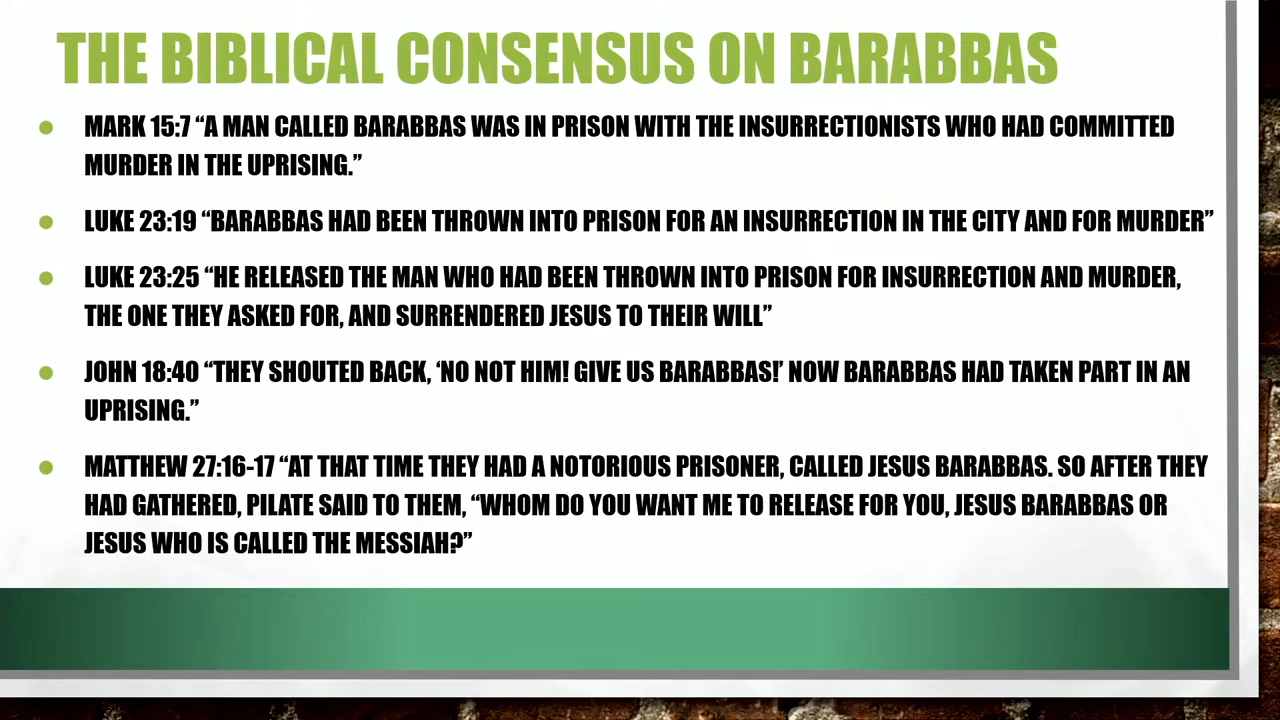 THE BIBLICAL CONSENSUS ON BARABBAS
MARK 15:7 “A MAN CALLED BARABBAS WAS IN PRISON WITH THE INSURRECTIONISTS WHO HAD COMMITTED
MURDER IN THE UPRISING.”
LUKE 23:19 “BARABBAS HAD BEEN THROWN INTO PRISON FOR AN INSURRECTION IN THE CITY AND FOR MURDER”
LUKE 23:25 “HE RELEASED THE MAN WHO HAD BEEN THROWN INTO PRISON FOR INSURRECTION AND MURDER,
THE ONE THEY ASKED FOR, AND SURRENDERED JESUS TO THEIR WILL”
JOHN 18:40 “THEY SHOUTED BACK, ‘NO NOT HIM! GIVE US BARABBAS!’ NOW BARABBAS HAD TAKEN PART IN AN
UPRISING.”
MATTHEW 27:16-17 “AT THAT TIME THEY HAD A NOTORIOUS PRISONER, CALLED JESUS BARABBAS. SO AFTER THEY
HAD GATHERED, PILATE SAID TO THEM, “WHOM DO YOU WANT ME TO RELEASE FOR YOU, JESUS BARABBAS OR
JESUS WHO IS CALLED THE MESSIAH?”